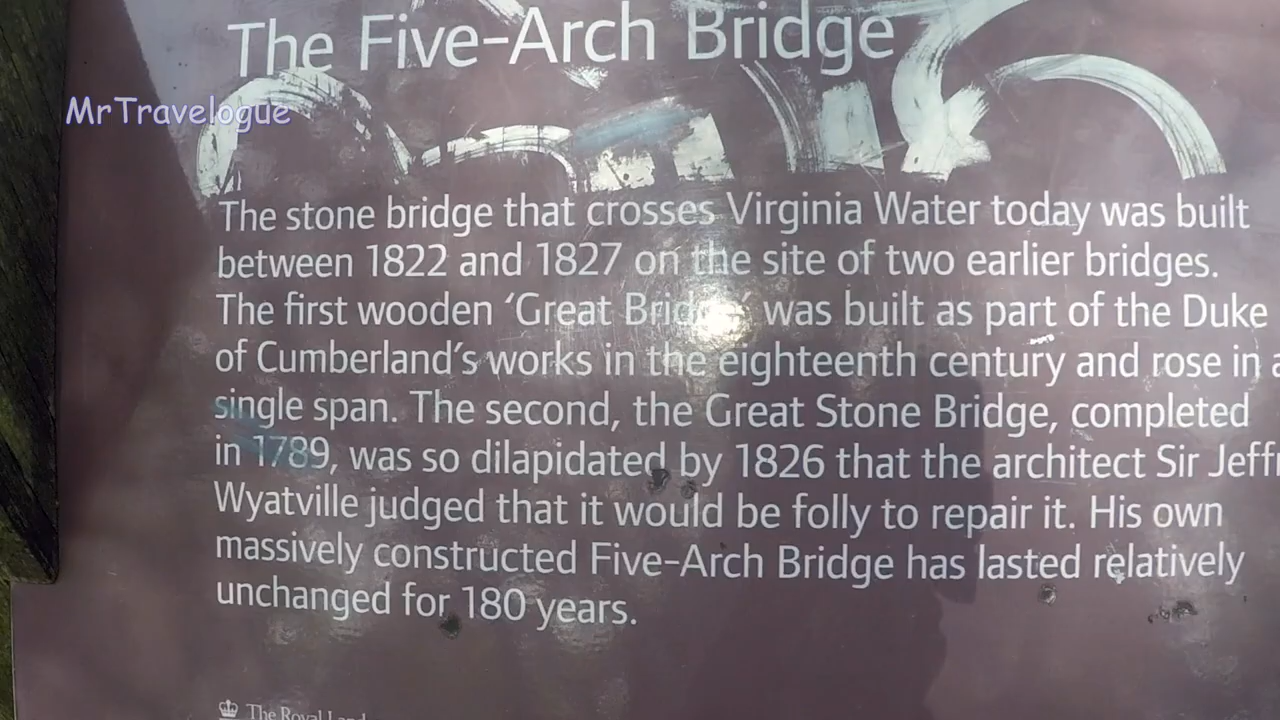 The Five-Arch Bridge
MrTravelogue
The stone bridge that crosses Virginia Water today was built
between 1822 and 1827 on the site of two earlier bridges.
The first wooden ‘Great Bridge’ was built as part of the Duke
of Cumberland’s works in the eighteenth century and rose in a
single span. The second, the Great Stone Bridge, completed
in 1789, was so dilapidated by 1826 that the architect Sir
Wyatville judged that it would be folly to repair it. His own
massively constructed Five-Arch Bridge has lasted relatively
unchanged for 180 years.
The Royal